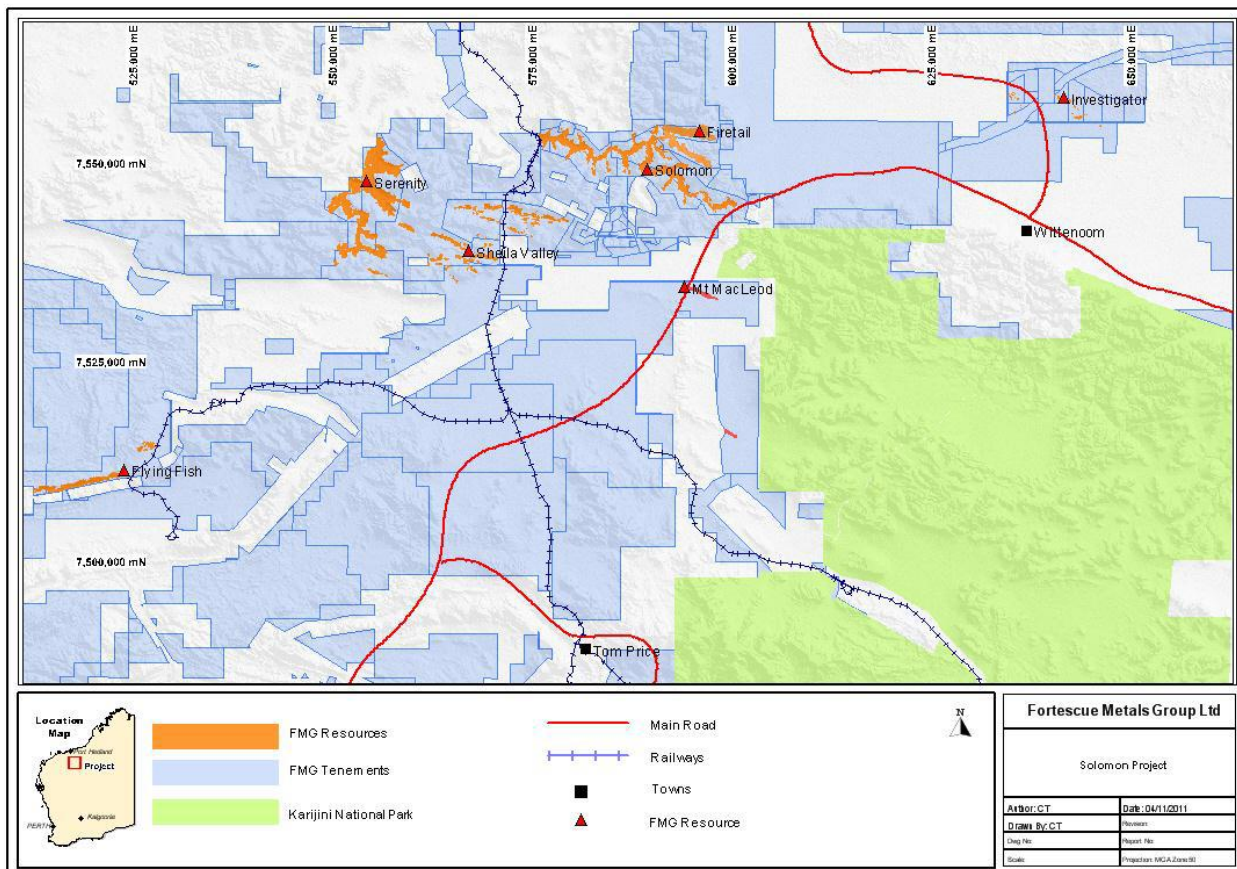 525,000 mE
550,000 mE
575,000 mE
600,000 mE
625,000 mE
650,000 mE
Investigator
Firetail
7,550,000 mN
Solomon
Serenity
Wittenoom
Sheila Valley
Mt MacLeod
7,525,000 mN
Flying Fish
7,500,000 mN
Tom Price
Location
Map
Port Hedland
Project
Kalgoorlie
PERTH
FMG Resources
FMG Tenements
Karijini National Park
Main Road
Railways
Towns
FMG Resource
N
Fortescue Metals Group Ltd
Solomon Project
Author: CT
Date: 04/11/2011
Drawn By: CT
Revision:
Dwg No:
Report No:
Scale:
Projection: MGA Zone 50